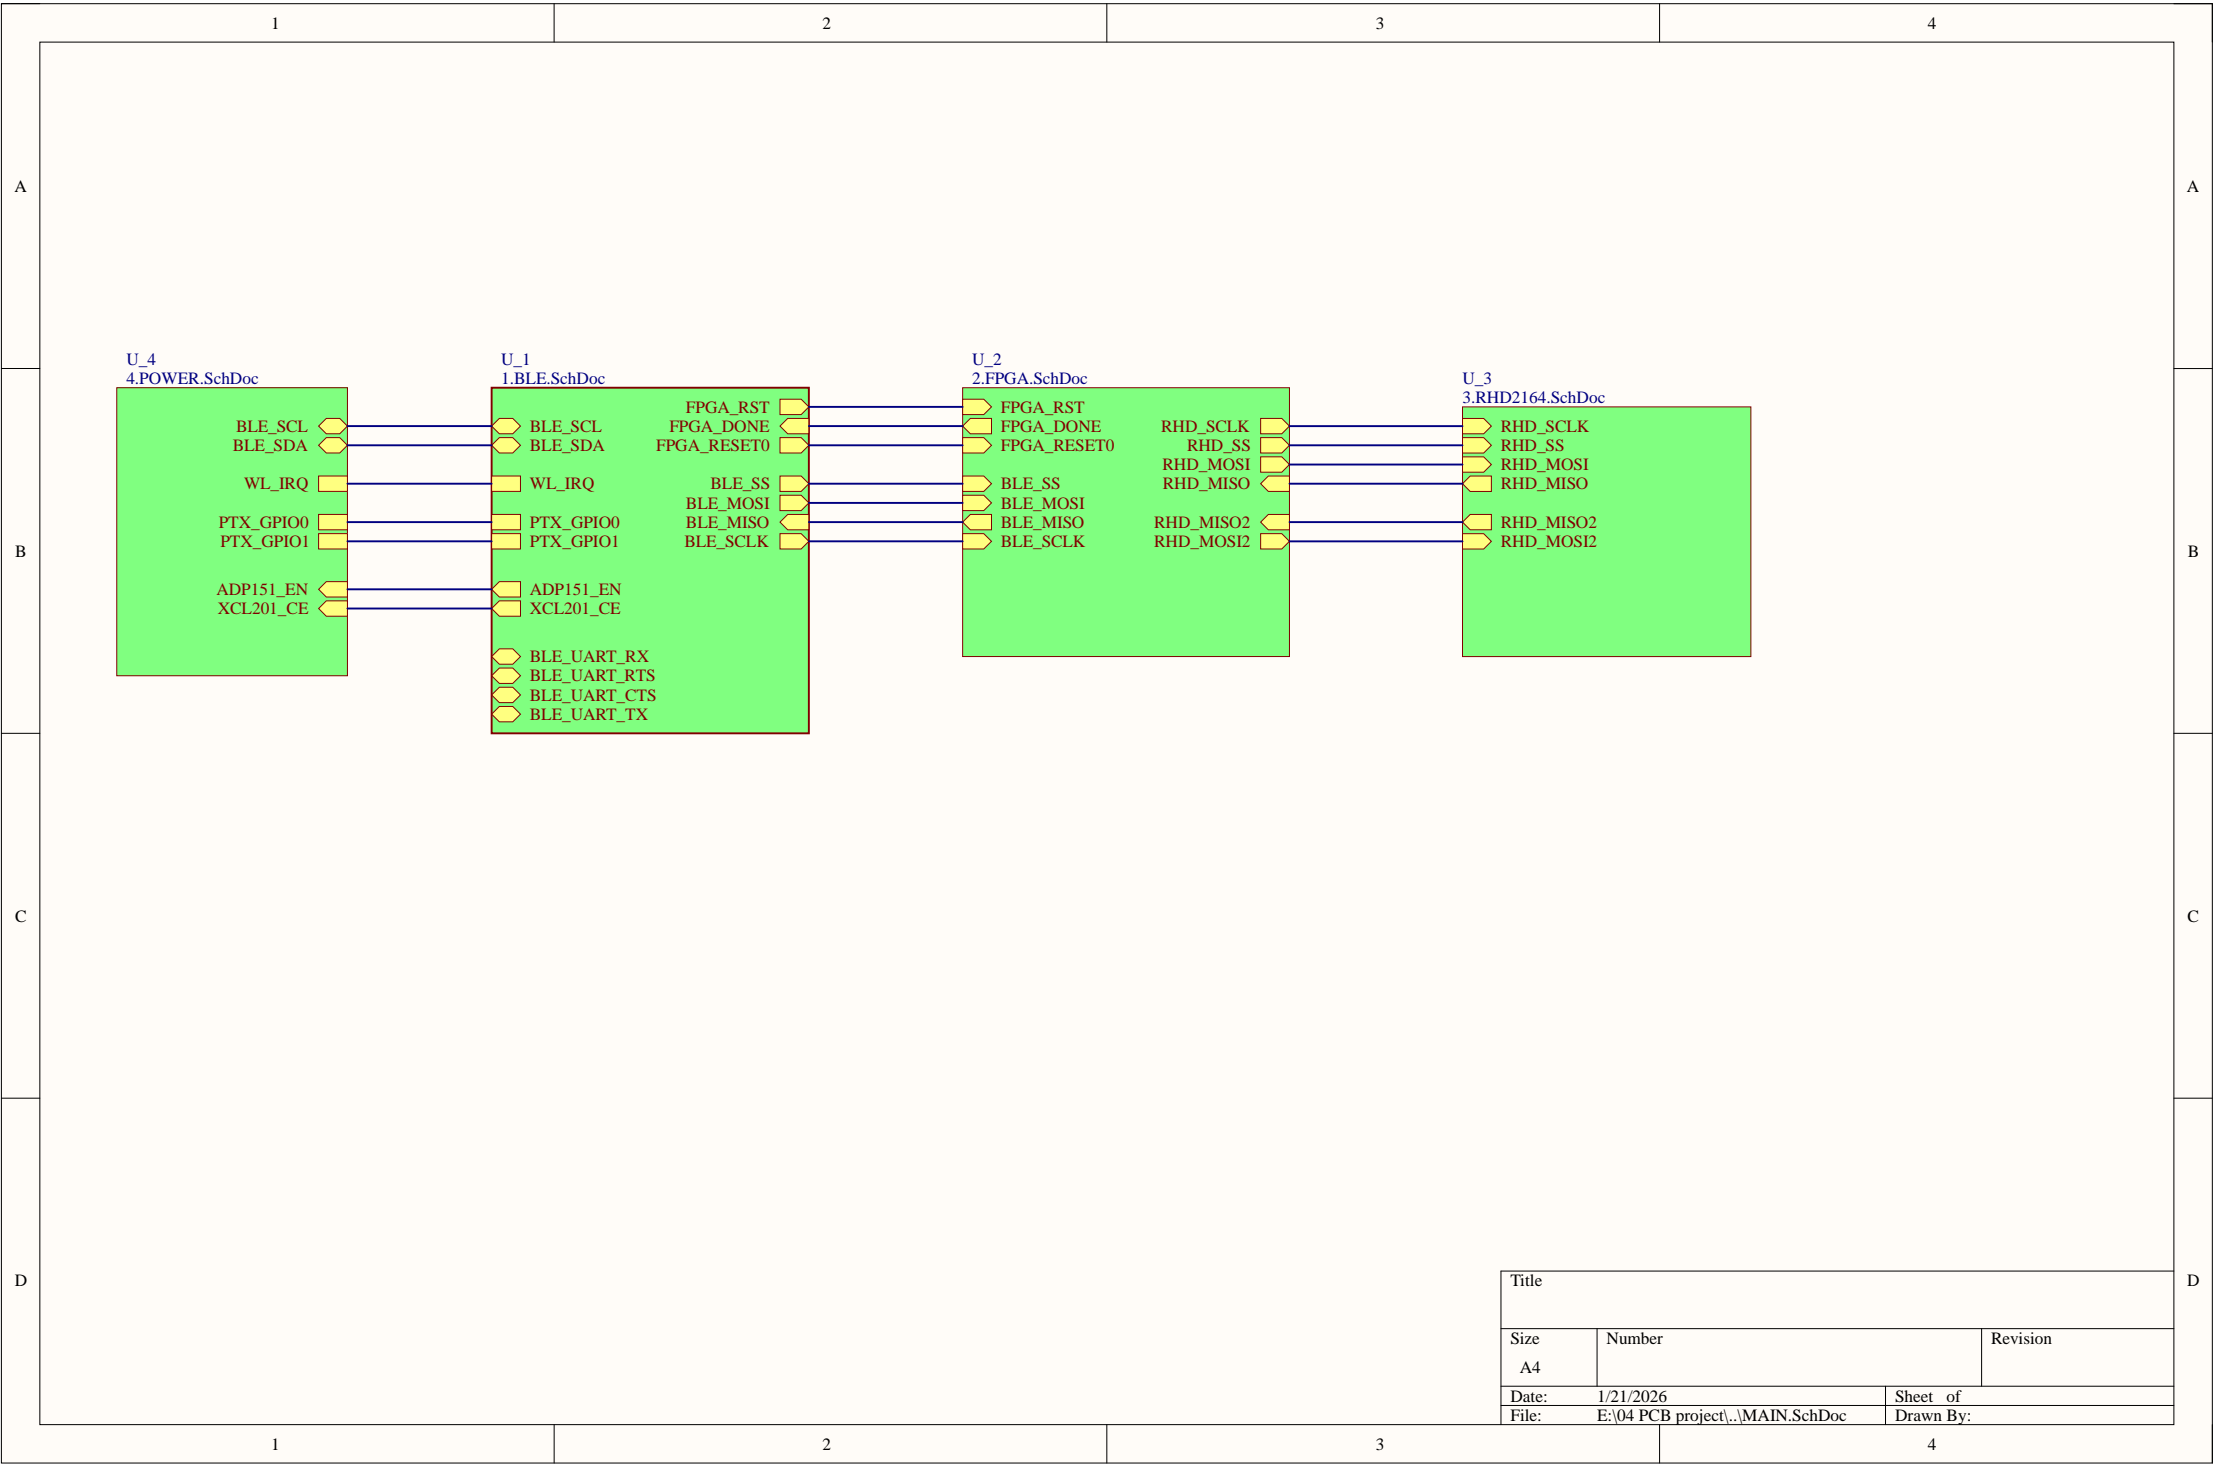 1 2 3 4
A A
U_4
4.POWER.SchDoc
BLE_SCL
BLE_SDA
WL_IRQ
PTX_GPIO0
PTX_GPIO1
ADP151_EN
XCL201_CE
U_1
1.BLE.SchDoc
BLE_SCL
BLE_SDA
WL_IRQ
PTX_GPIO0
PTX_GPIO1
ADP151_EN
XCL201_CE
BLE_UART_RX
BLE_UART_RTS
BLE_UART_CTS
BLE_UART_TX
FPGA_RST
FPGA_DONE
FPGA_RESET0
BLE_SS
BLE_MOSI
BLE_MISO
BLE_SCLK
U_2
2.FPGA.SchDoc
FPGA_RST
FPGA_DONE
FPGA_RESET0
BLE_SS
BLE_MOSI
BLE_MISO
BLE_SCLK
RHD_SCLK
RHD_SS
RHD_MOSI
RHD_MISO
RHD_MISO2
RHD_MOSI2
U_3
3.RHD2164.SchDoc
RHD_SCLK
RHD_SS
RHD_MOSI
RHD_MISO
RHD_MISO2
RHD_MOSI2
B B
C C
D D
Title
Size Number Revision
A4
Date: 1/21/2026 Sheet of
File: E:\04 PCB project\..\MAIN.SchDoc Drawn By:
1 2 3 4